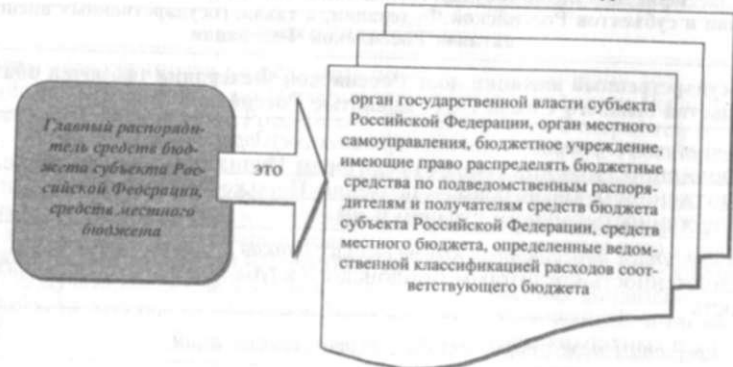 Главный распоряди-
тель средств бюд-
жета субъекта Рос-
сийской Федерации,
средств местного
бюджета
это
орган государственной власти субъекта
Российской Федерации, орган местного
самоуправления, бюджетное учреждение,
имеющие право распределять бюджетные
средства по подведомственным распоря-
дителям и получателям средств бюджета
субъекта Российской Федерации, средств
местного бюджета, определенные ведом-
ственной классификацией расходов соот-
ветствующего бюджета